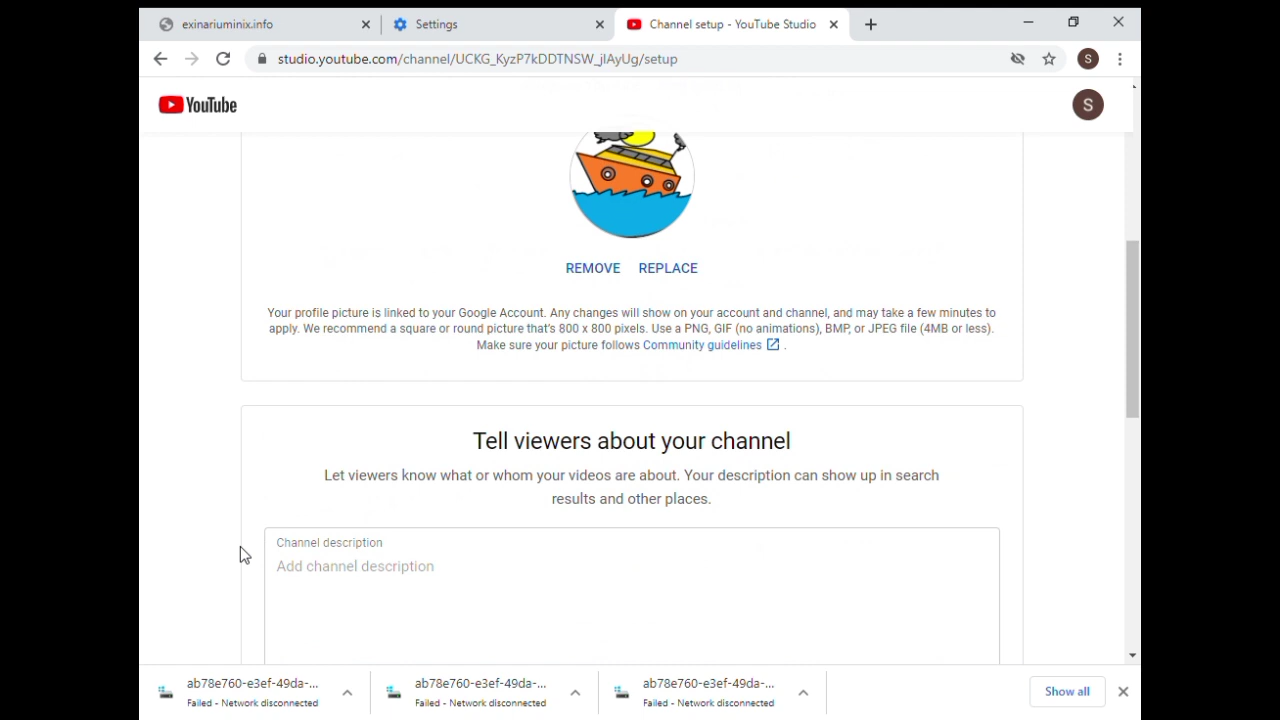 exinariuminix.info
Settings
Channel setup - YouTube Studio
studio.youtube.com/channel/UCKG_KyzP7kDDTNSW_jIAyUg/setup
S
YouTube
S
REMOVE REPLACE
Your profile picture is linked to your Google Account. Any changes will show on your account and channel, and may take a few minutes to
apply. We recommend a square or round picture that's 800 x 800 pixels. Use a PNG, GIF (no animations), BMP, or JPEG file (4MB or less).
Make sure your picture follows Community guidelines .
Tell viewers about your channel
Let viewers know what or whom your videos are about. Your description can show up in search
results and other places.
Channel description
Add channel description
ab78e760-e3ef-49da-...
Failed - Network disconnected
ab78e760-e3ef-49da-...
Failed - Network disconnected
ab78e760-e3ef-49da-...
Failed - Network disconnected
Show all